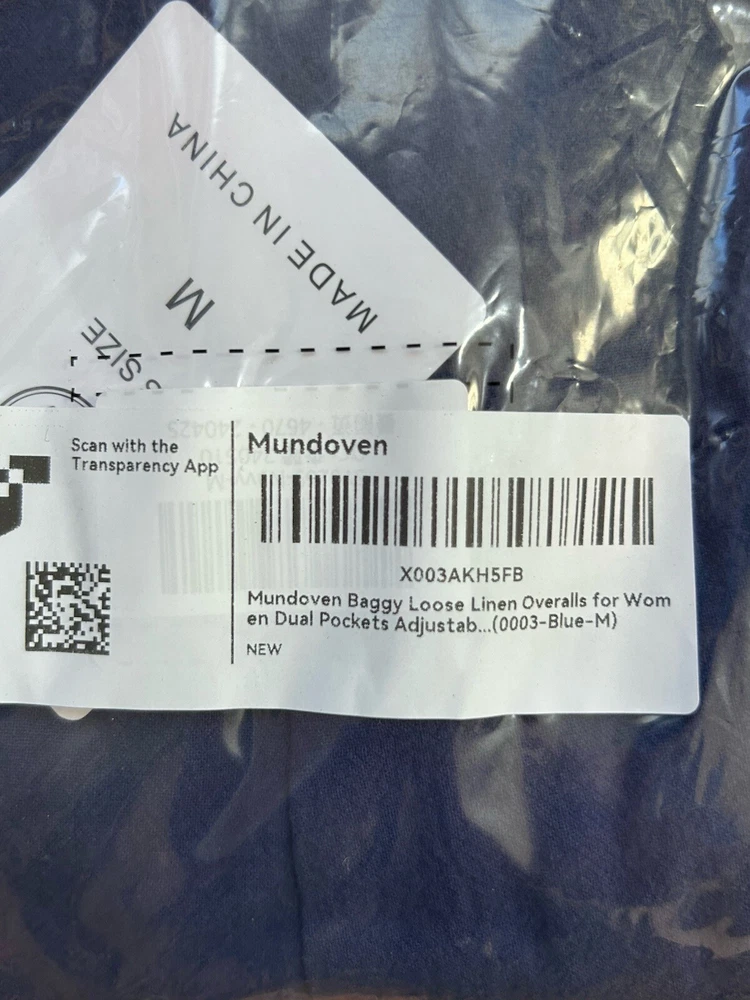 MADE IN CHINA
M
SIZE
Scan with the
Transparency App
Mundoven
X003AKH5FB
Mundoven Baggy Loose Linen Overalls for Wom
en Dual Pockets Adjustab...(0003-Blue-M)
NEW